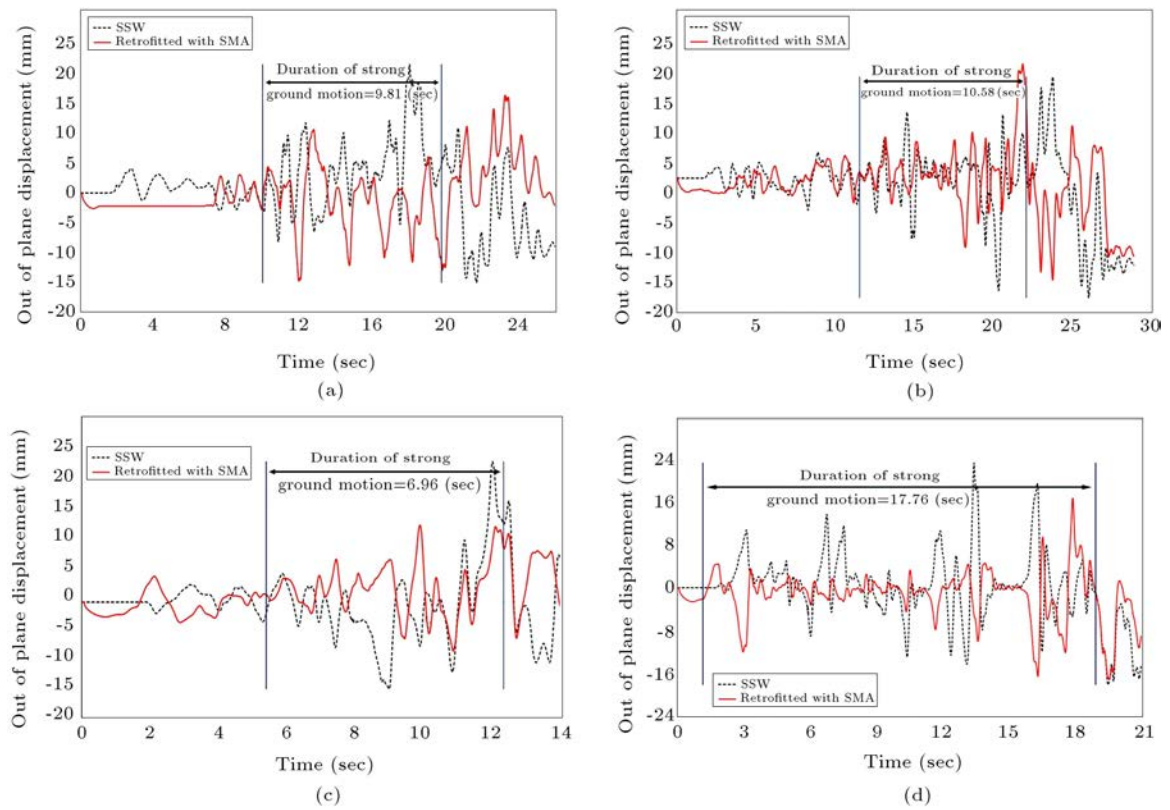 SSW
Retrofitted with SMA
Duration of strong
ground motion=9.81 (sec)
Out of plane displacement (mm)
25
20
15
10
5
0
-5
-10
-15
-20
0 4 8 12 16 20 24
Time (sec)
(a)
SSW
Retrofitted with SMA
Duration of strong
ground motion=10.58 (sec)
Out of plane displacement (mm)
25
20
15
10
5
0
-5
-10
-15
-20
0 5 10 15 20 25 30
Time (sec)
(b)
SSW
Retrofitted with SMA
Duration of strong
ground motion=6.96 (sec)
Out of plane displacement (mm)
25
20
15
10
5
0
-5
-10
-15
-20
0 2 4 6 8 10 12 14
Time (sec)
(c)
Duration of strong
ground motion=17.76 (sec)
SSW
Retrofitted with SMA
Out of plane displacement (mm)
24
16
8
0
-8
-16
-24
0 3 6 9 12 15 18 21
Time (sec)
(d)